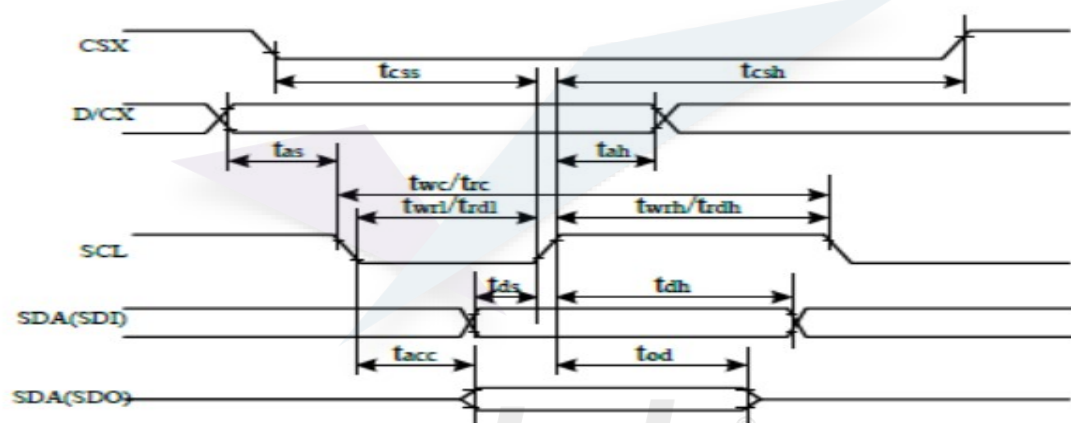 CSX
tcss
tcsh
D/CX
tas
tah
twc/trc
twrl/trdl
twrh/trdh
SCL
tds
tdh
SDA(SDI)
tacc
tod
SDA(SDO)